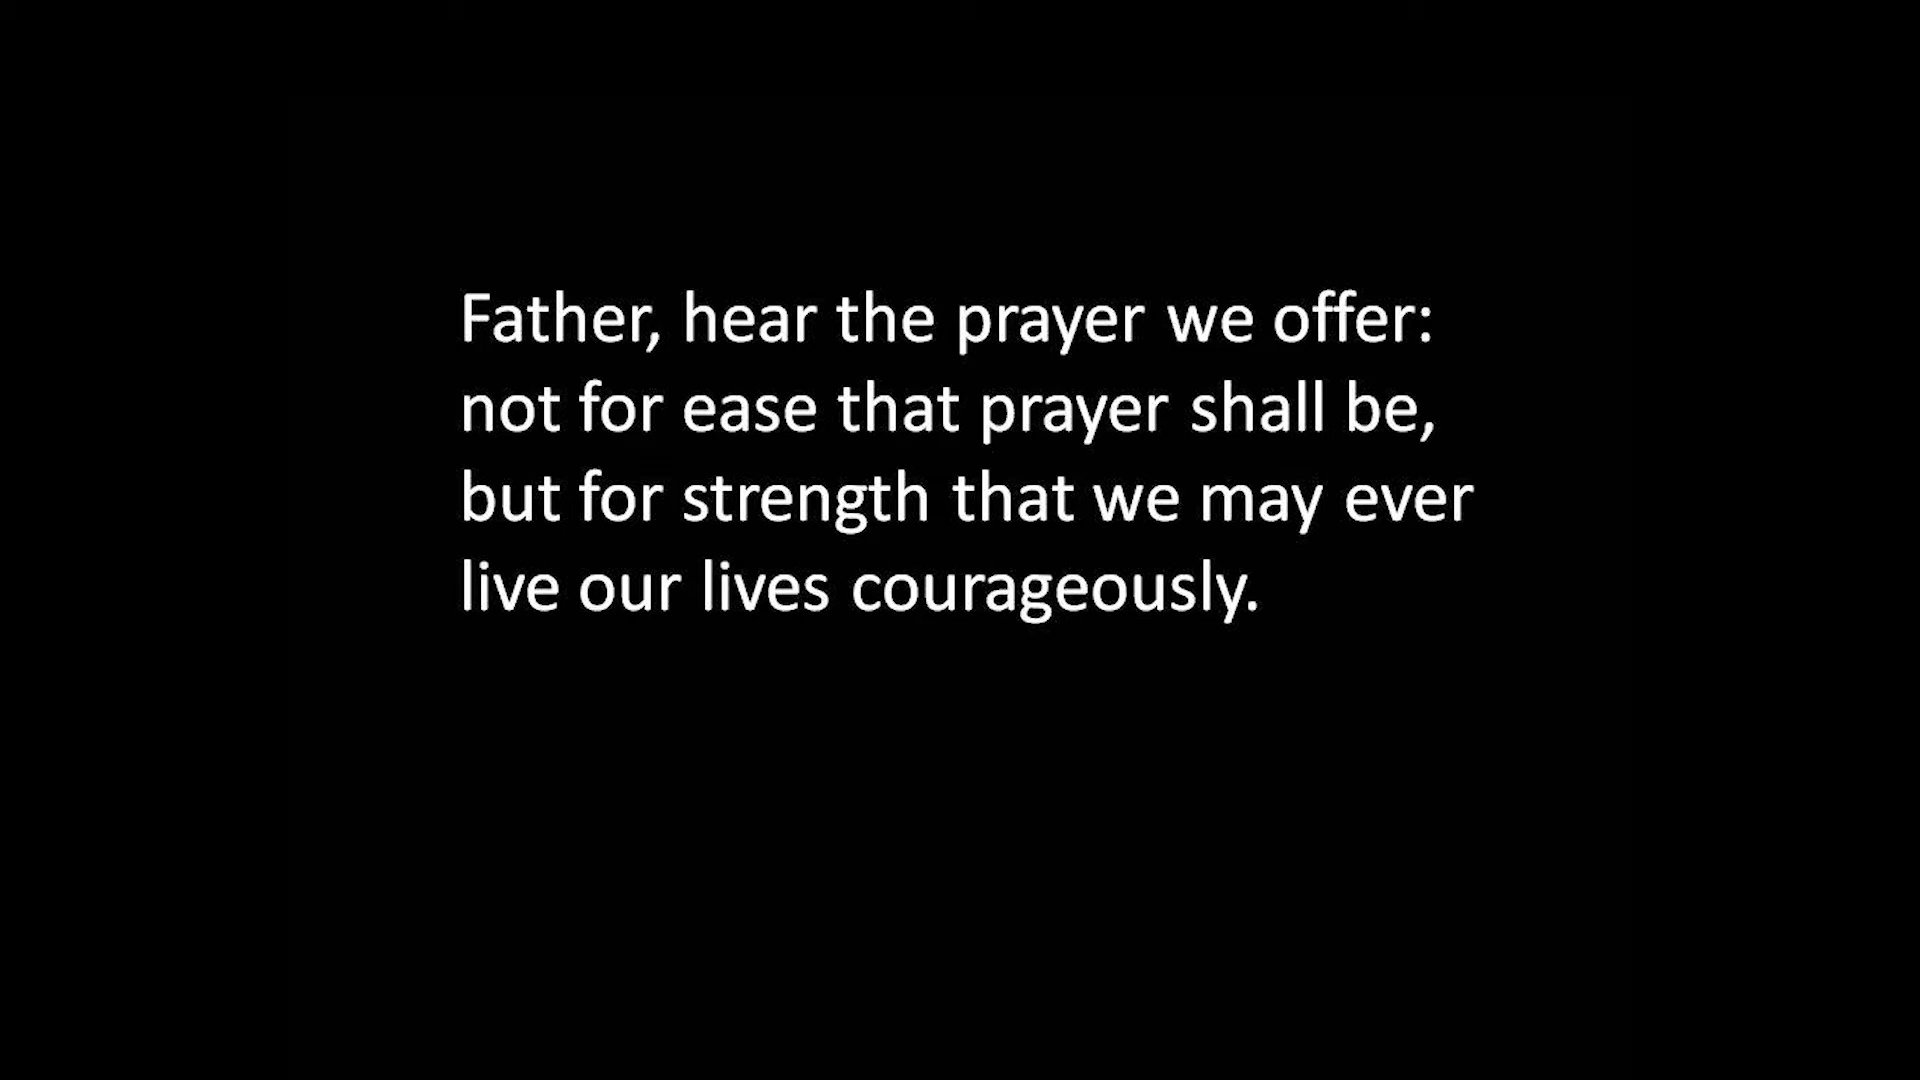 Father, hear the prayer we offer:
not for ease that prayer shall be,
but for strength that we may ever
live our lives courageously.